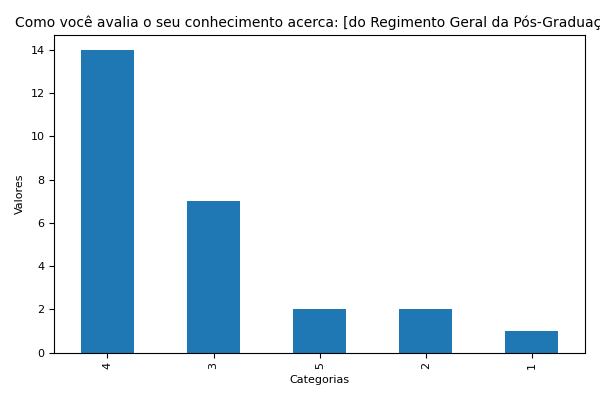 Como você avalia o seu conhecimento acerca: [do Regimento Geral da Pós-Graduaç
14
12
10
8
6
4
2
0
Valores
4 3 5 2 1
Categorias